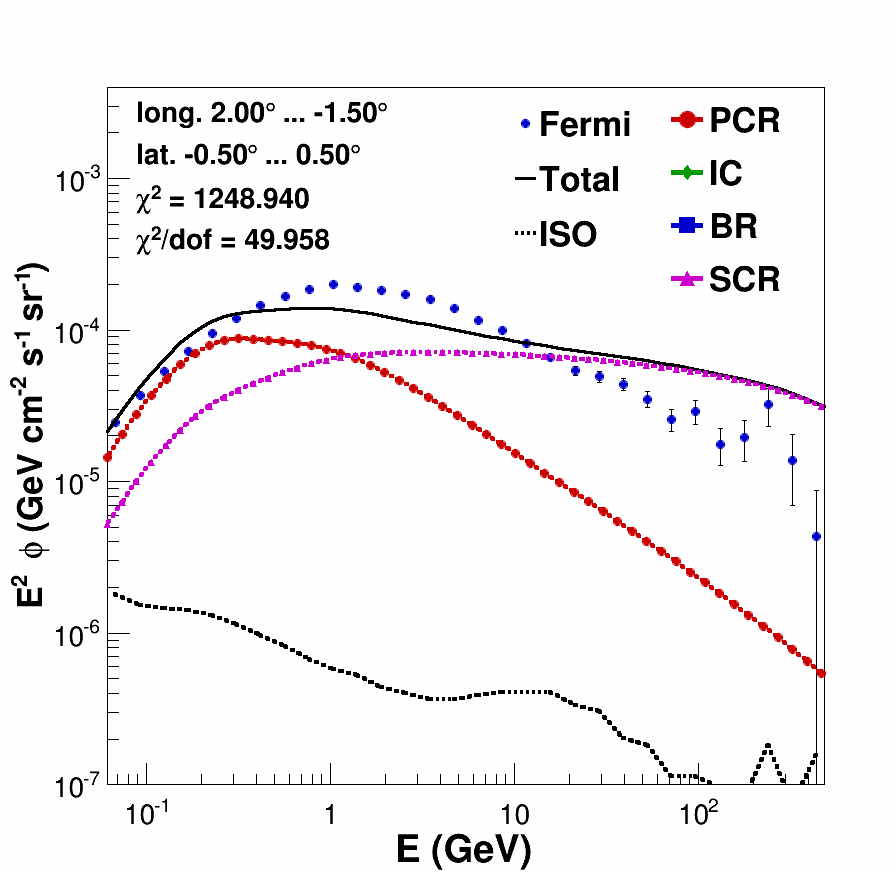 long. 2.00° ... -1.50°
lat. -0.50° ... 0.50°
χ² = 1248.940
χ²/dof = 49.958
Fermi
Total
ISO
PCR
IC
BR
SCR
E² ϕ (GeV cm⁻² s⁻¹ sr⁻¹)
10⁻³
10⁻⁴
10⁻⁵
10⁻⁶
10⁻⁷
10⁻¹ 1 10 10²
E (GeV)